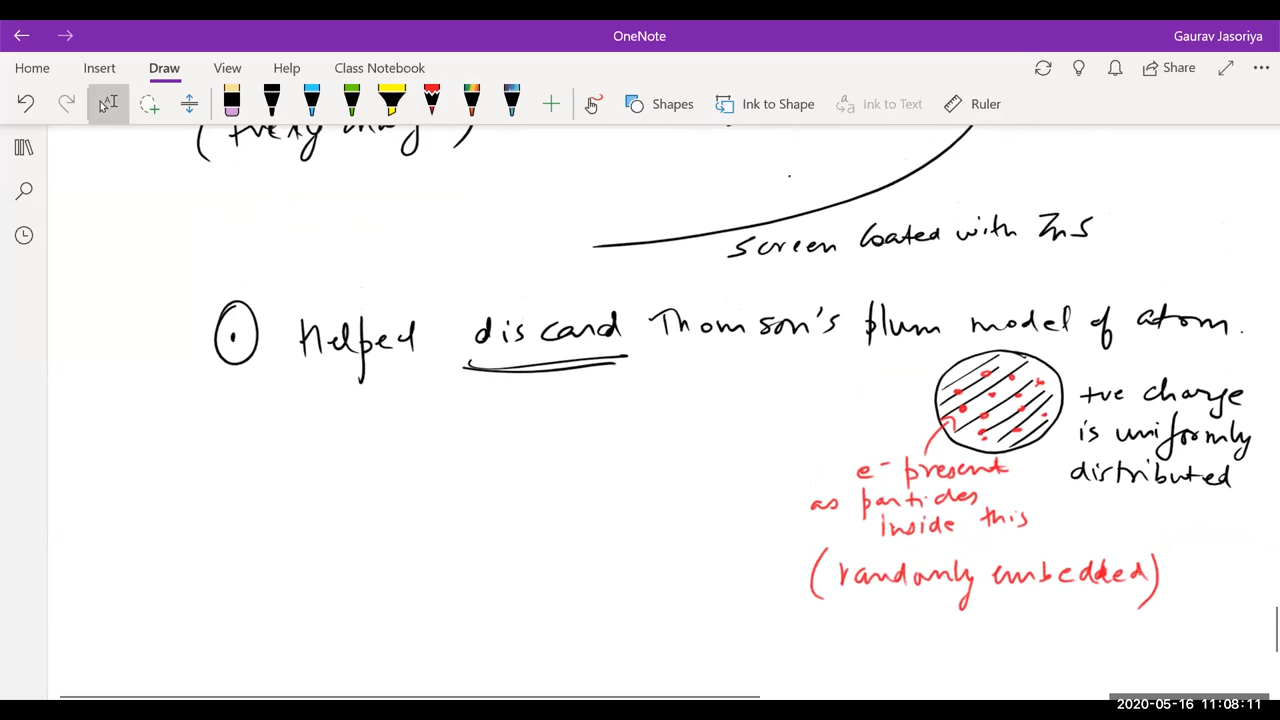 OneNote
Gaurav Jasoriya
Home Insert Draw View Help Class Notebook Share
Shapes Ink to Shape Ink to Text Ruler
Screen Coated with ZnS
Helped discard Thomson's plum model of atom.
+ve charge
is uniformly
distributed
e- present
as particles
inside this
(randomly embedded)
2020-05-16 11:08:11